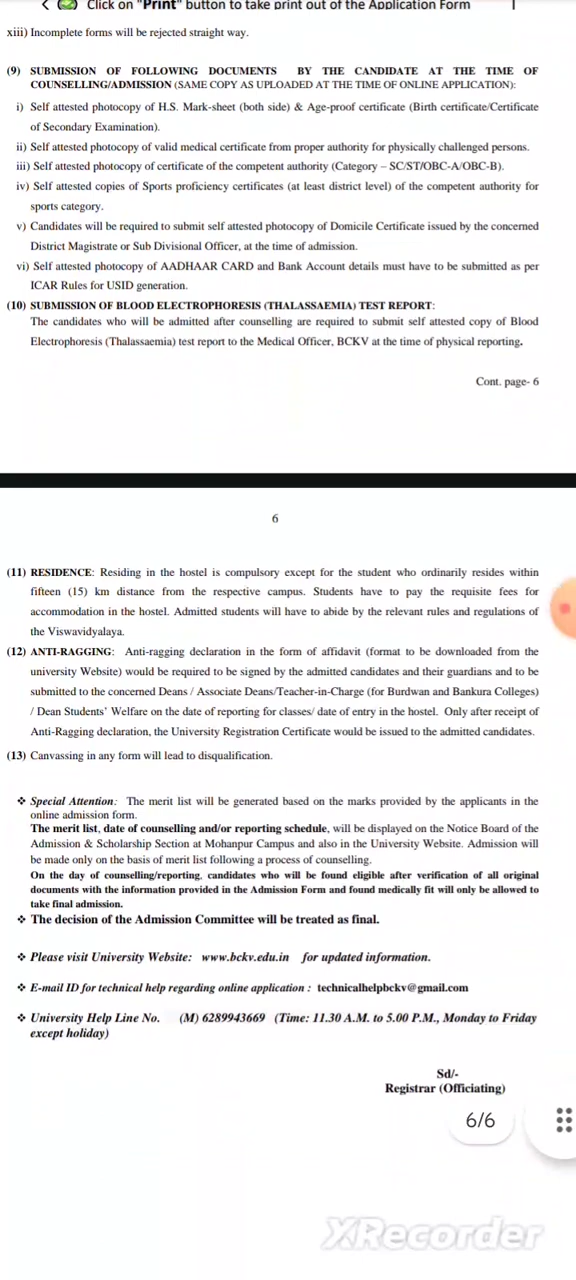 Click on "Print" button to take print out of the Application Form
xiii) Incomplete forms will be rejected straight way.
(9) SUBMISSION OF FOLLOWING DOCUMENTS BY THE CANDIDATE AT THE TIME OF
COUNSELLING/ADMISSION (SAME COPY AS UPLOADED AT THE TIME OF ONLINE APPLICATION):
i) Self attested photocopy of H.S. Mark-sheet (both side) & Age-proof certificate (Birth certificate/Certificate
of Secondary Examination).
ii) Self attested photocopy of valid medical certificate from proper authority for physically challenged persons.
iii) Self attested photocopy of certificate of the competent authority (Category – SC/ST/OBC-A/OBC-B).
iv) Self attested copies of Sports proficiency certificates (at least district level) of the competent authority for
sports category.
v) Candidates will be required to submit self attested photocopy of Domicile Certificate issued by the concerned
District Magistrate or Sub Divisional Officer, at the time of admission.
vi) Self attested photocopy of AADHAAR CARD and Bank Account details must have to be submitted as per
ICAR Rules for USID generation.
(10) SUBMISSION OF BLOOD ELECTROPHORESIS (THALASSAEMIA) TEST REPORT:
The candidates who will be admitted after counselling are required to submit self attested copy of Blood
Electrophoresis (Thalassaemia) test report to the Medical Officer, BCKV at the time of physical reporting.
Cont. page- 6
6
(11) RESIDENCE: Residing in the hostel is compulsory except for the student who ordinarily resides within
fifteen (15) km distance from the respective campus. Students have to pay the requisite fees for
accommodation in the hostel. Admitted students will have to abide by the relevant rules and regulations of
the Viswavidyalaya.
(12) ANTI-RAGGING: Anti-ragging declaration in the form of affidavit (format to be downloaded from the
university Website) would be required to be signed by the admitted candidates and their guardians and to be
submitted to the concerned Deans / Associate Deans/Teacher-in-Charge (for Burdwan and Bankura Colleges)
/ Dean Students' Welfare on the date of reporting for classes/ date of entry in the hostel. Only after receipt of
Anti-Ragging declaration, the University Registration Certificate would be issued to the admitted candidates.
(13) Canvassing in any form will lead to disqualification.
❖ Special Attention: The merit list will be generated based on the marks provided by the applicants in the
online admission form.
The merit list, date of counselling and/or reporting schedule, will be displayed on the Notice Board of the
Admission & Scholarship Section at Mohanpur Campus and also in the University Website. Admission will
be made only on the basis of merit list following a process of counselling.
On the day of counselling/reporting, candidates who will be found eligible after verification of all original
documents with the information provided in the Admission Form and found medically fit will only be allowed to
take final admission.
❖ The decision of the Admission Committee will be treated as final.
❖ Please visit University Website: www.bckv.edu.in for updated information.
❖ E-mail ID for technical help regarding online application : technicalhelpbckv@gmail.com
❖ University Help Line No. (M) 6289943669 (Time: 11.30 A.M. to 5.00 P.M., Monday to Friday
except holiday)
Sd/-
Registrar (Officiating)
6/6
XRecorder